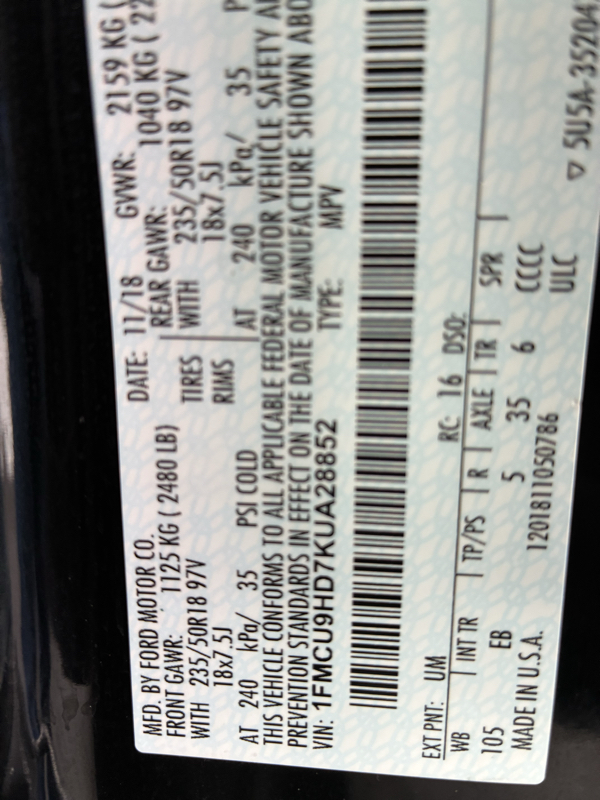 MFD. BY FORD MOTOR CO. DATE: 11/18 GVWR: 2159 KG (
FRONT GAWR: 1125 KG ( 2480 LB) REAR GAWR: 1040 KG ( 22
WITH 235/50R18 97V TIRES WITH 235/50R18 97V
18x7.5J RIMS 18x7.5J
AT 240 kPa/ 35 PSI COLD AT 240 kPa/ 35 P
THIS VEHICLE CONFORMS TO ALL APPLICABLE FEDERAL MOTOR VEHICLE SAFETY
PREVENTION STANDARDS IN EFFECT ON THE DATE OF MANUFACTURE SHOWN ABO
VIN: 1FMCU9HD7KUA28852 TYPE: MPV
EXT PNT: UM RC: 16 DSO:
WB INT TR TP/PS R AXLE TR SPR
105 EB 5 35 6 CCCC
MADE IN U.S.A. ULC
120181105078​6 ▽ 5U5A-35204